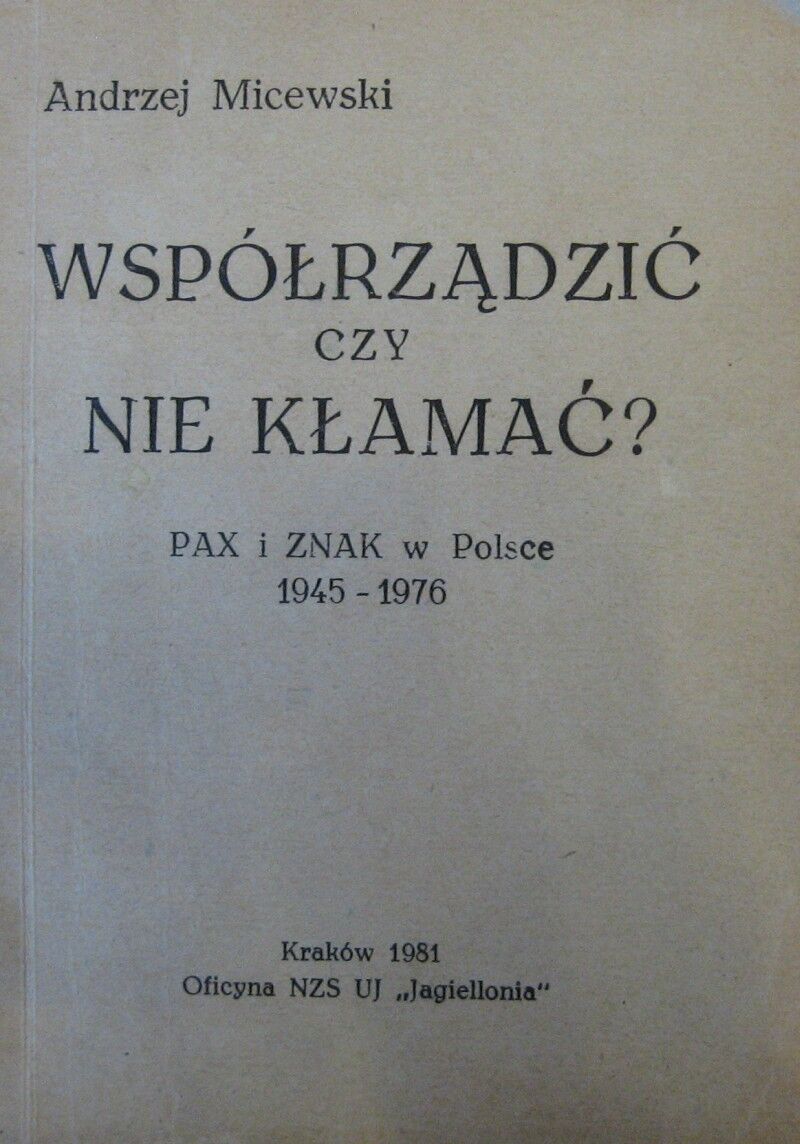 Andrzej Micewski
WSPÓŁRZĄDZIĆ
CZY
NIE KŁAMAĆ?
PAX i ZNAK w Polsce
1945 - 1976
Kraków 1981
Oficyna NZS UJ „Jagiellonia"